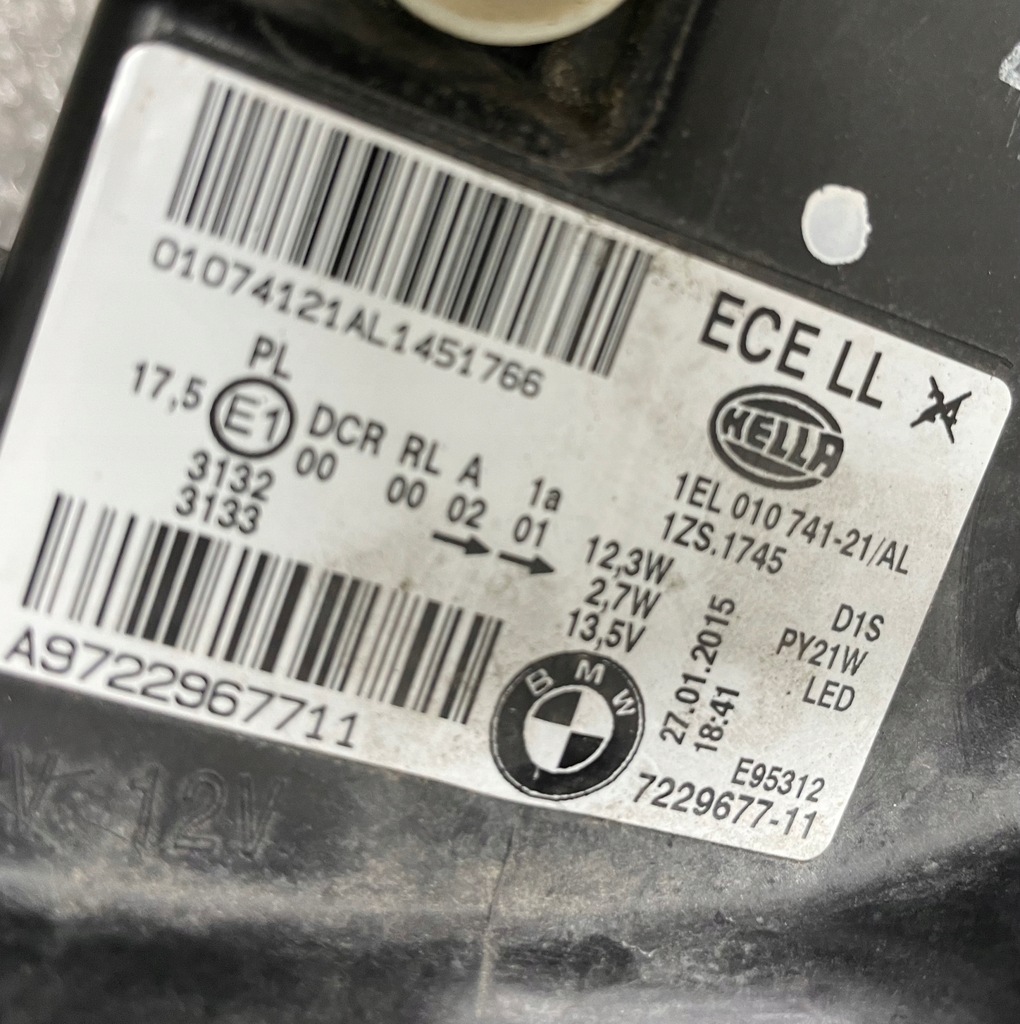 01074121AL1451766
ECE LL
24
HELLA
PL
17,5 E1 DCR RL A 1a
00 00 02 01
3132
3133
1EL 010 741-21/AL
1ZS.1745
12,3W
2,7W
13,5V
D1S
PY21W
LED
27.01.2015
18:41
A9722967711
BMW
E95312
7229677-11
12V